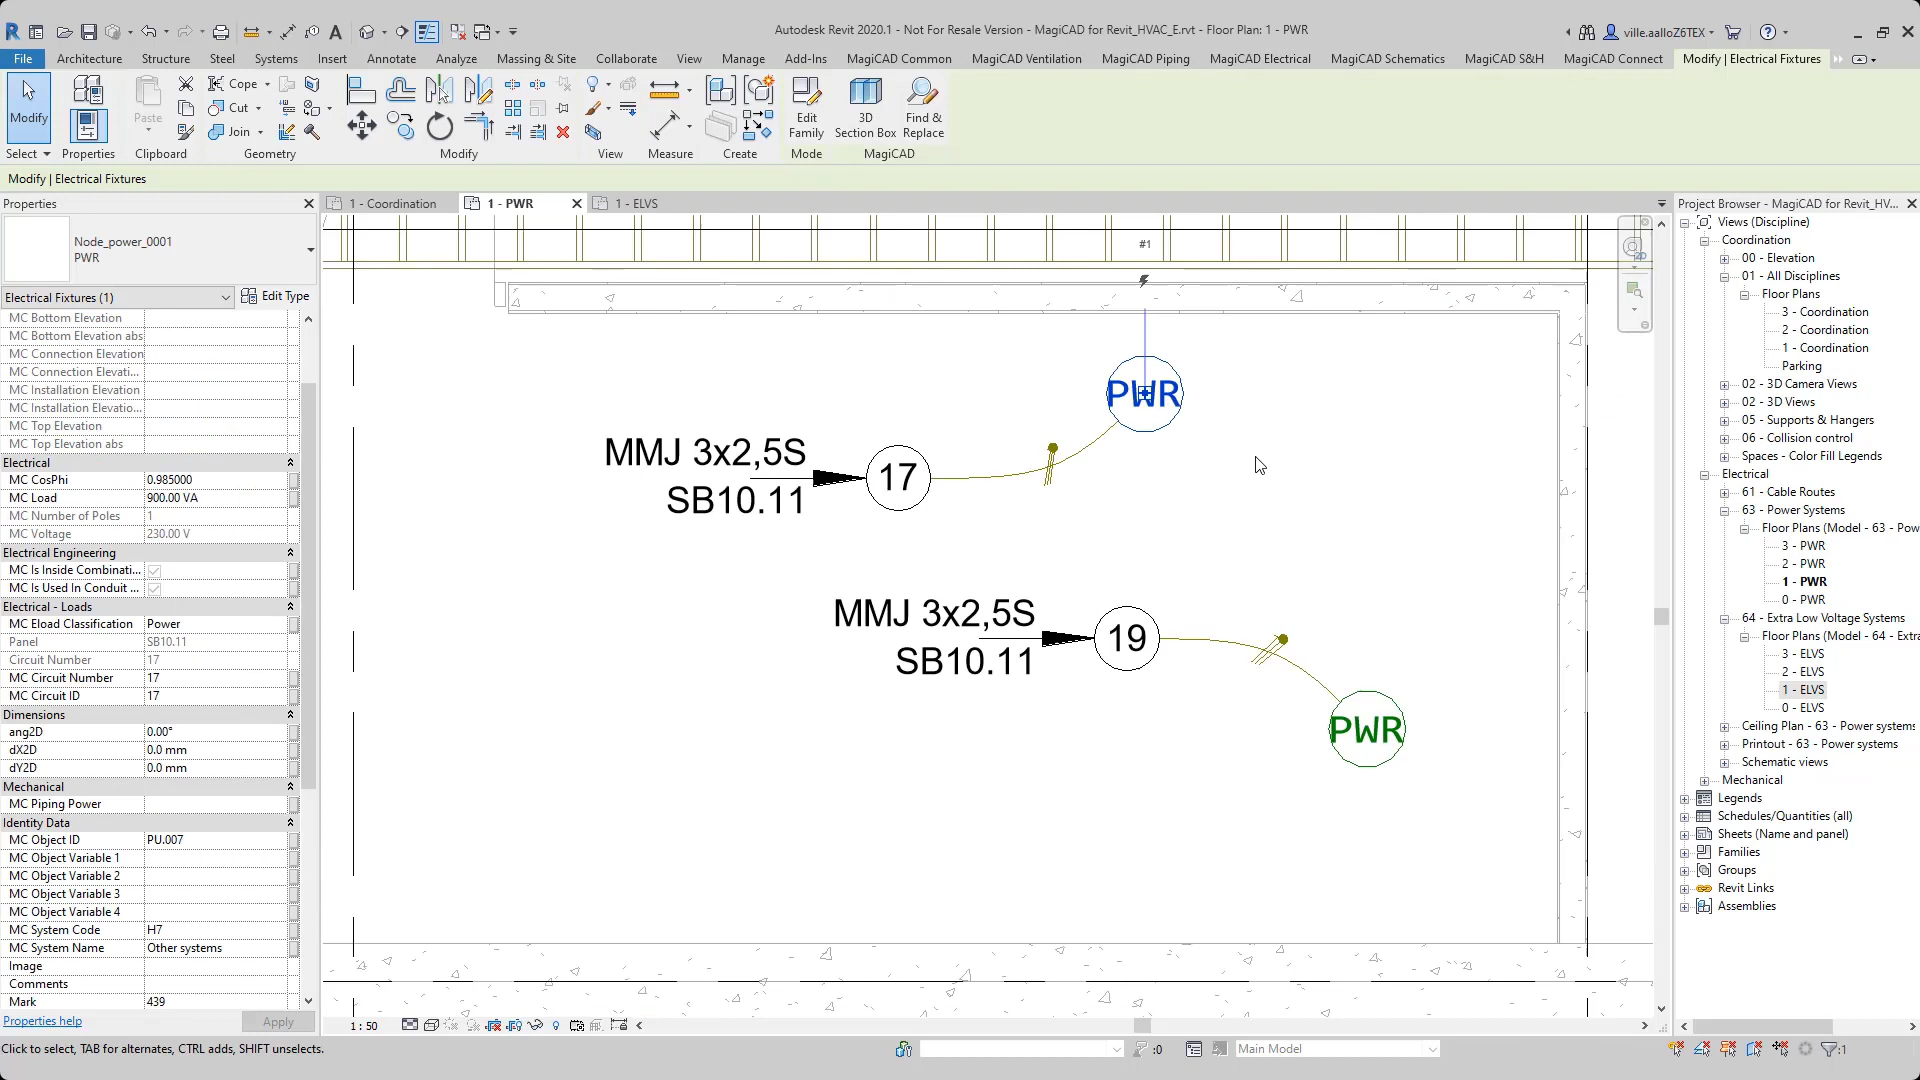 Autodesk Revit 2020.1 - Not For Resale Version - MagiCAD for Revit_HVAC_E.rvt - Floor Plan: 1 - PWR
ville.aalloZ6TEX
File Architecture Structure Steel Systems Insert Annotate Analyze Massing & Site Collaborate View Manage Add-Ins MagiCAD Common MagiCAD Ventilation MagiCAD Piping MagiCAD Electrical MagiCAD Schematics MagiCAD S&H MagiCAD Connect Modify | Electrical Fixtures
Modify
Paste
Cope
Cut
Join
Edit Family
3D Section Box
Find & Replace
Select Properties Clipboard Geometry Modify View Measure Create Mode MagiCAD
Modify | Electrical Fixtures
Properties
Node_power_0001
PWR
Electrical Fixtures (1) Edit Type
MC Bottom Elevation
MC Bottom Elevation abs
MC Connection Elevation
MC Connection Elevati...
MC Installation Elevation
MC Installation Elevatio...
MC Top Elevation
MC Top Elevation abs
Electrical
MC CosPhi 0.985000
MC Load 900.00 VA
MC Number of Poles 1
MC Voltage 230.00 V
Electrical Engineering
MC Is Inside Combinati...
MC Is Used In Conduit ...
Electrical - Loads
MC Eload Classification Power
Panel SB10.11
Circuit Number 17
MC Circuit Number 17
MC Circuit ID 17
Dimensions
ang2D 0.00°
dX2D 0.0 mm
dY2D 0.0 mm
Mechanical
MC Piping Power
Identity Data
MC Object ID PU.007
MC Object Variable 1
MC Object Variable 2
MC Object Variable 3
MC Object Variable 4
MC System Code H7
MC System Name Other systems
Image
Comments
Mark 439
Properties help Apply
1 - Coordination 1 - PWR 1 - ELVS
#1
PWR
MMJ 3x2,5S
17
SB10.11
MMJ 3x2,5S
19
SB10.11
PWR
1 : 50
Project Browser - MagiCAD for Revit_HV...
Views (Discipline)
Coordination
00 - Elevation
01 - All Disciplines
Floor Plans
3 - Coordination
2 - Coordination
1 - Coordination
Parking
02 - 3D Camera Views
02 - 3D Views
05 - Supports & Hangers
06 - Collision control
Spaces - Color Fill Legends
Electrical
61 - Cable Routes
63 - Power Systems
Floor Plans (Model - 63 - Pow
3 - PWR
2 - PWR
1 - PWR
0 - PWR
64 - Extra Low Voltage Systems
Floor Plans (Model - 64 - Extra
3 - ELVS
2 - ELVS
1 - ELVS
0 - ELVS
Ceiling Plan - 63 - Power systems
Printout - 63 - Power systems
Schematic views
Mechanical
Legends
Schedules/Quantities (all)
Sheets (Name and panel)
Families
Groups
Revit Links
Assemblies
Click to select, TAB for alternates, CTRL adds, SHIFT unselects.
:0
Main Model
:1